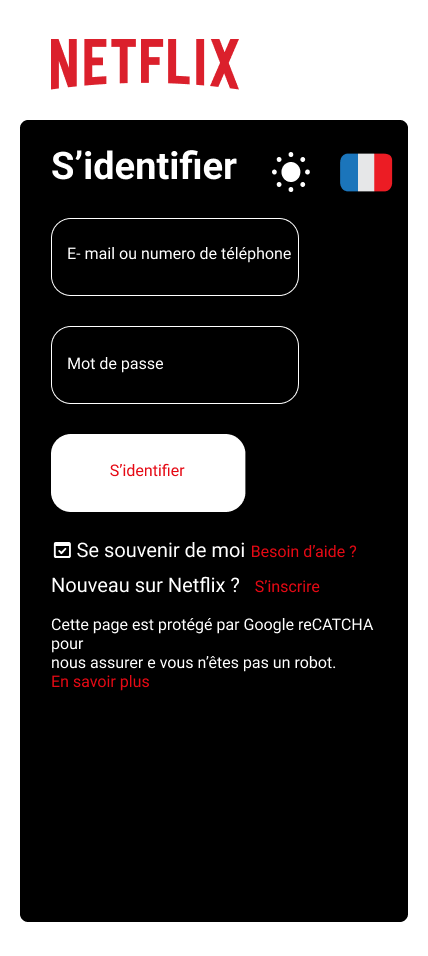 NETFLIX
S’identifier
E- mail ou numero de téléphone
Mot de passe
S’identifier
Se souvenir de moi Besoin d’aide ?
Nouveau sur Netflix ? S’inscrire
Cette page est protégé par Google reCATCHA
pour
nous assurer e vous n’êtes pas un robot.
En savoir plus